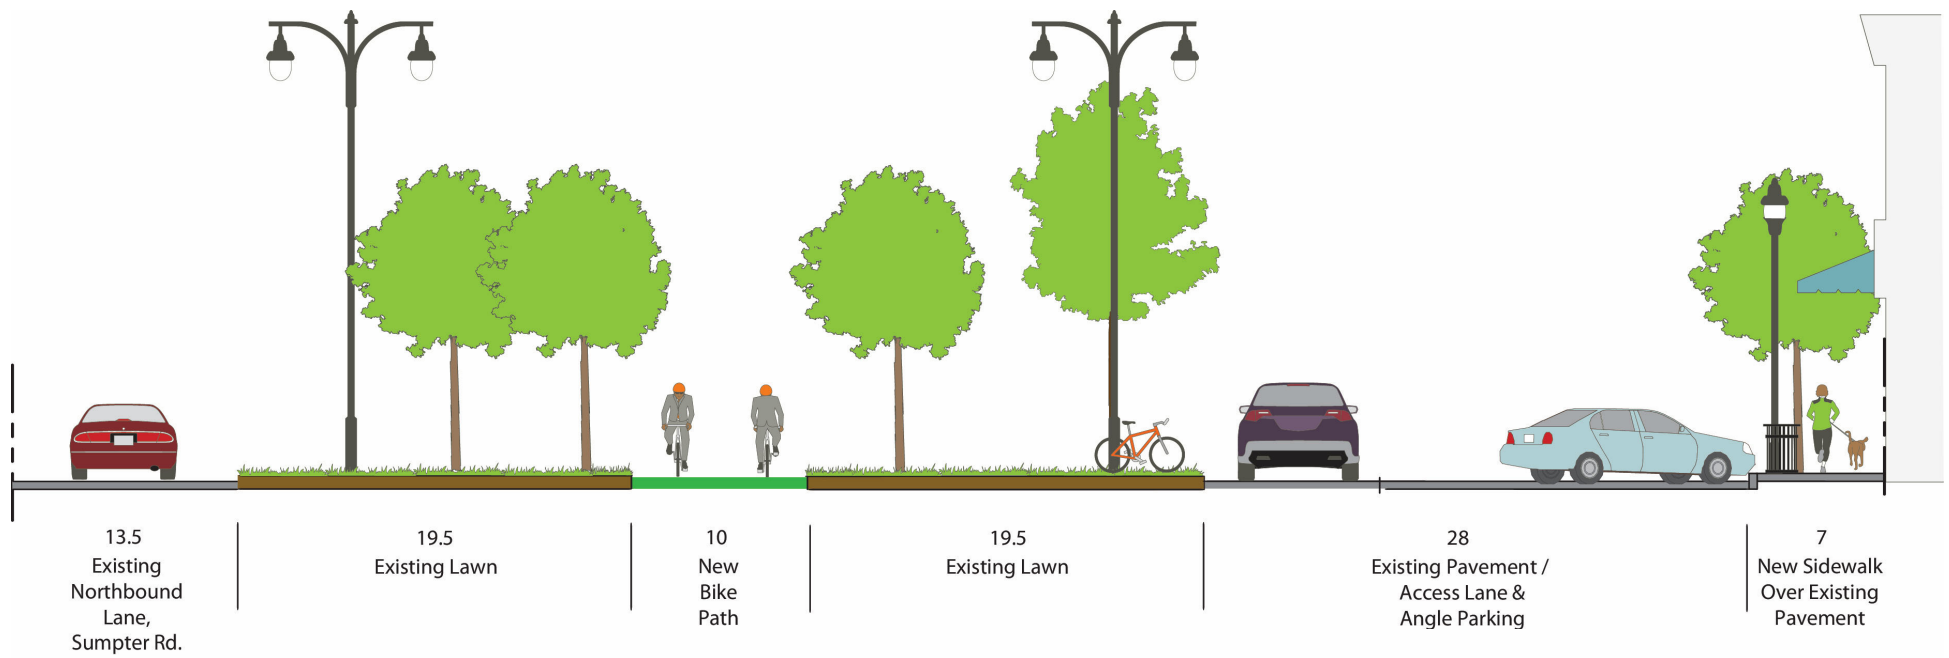 13.5
Existing
Northbound
Lane,
Sumpter Rd.
19.5
Existing Lawn
10
New
Bike
Path
19.5
Existing Lawn
28
Existing Pavement /
Access Lane &
Angle Parking
7
New Sidewalk
Over Existing
Pavement